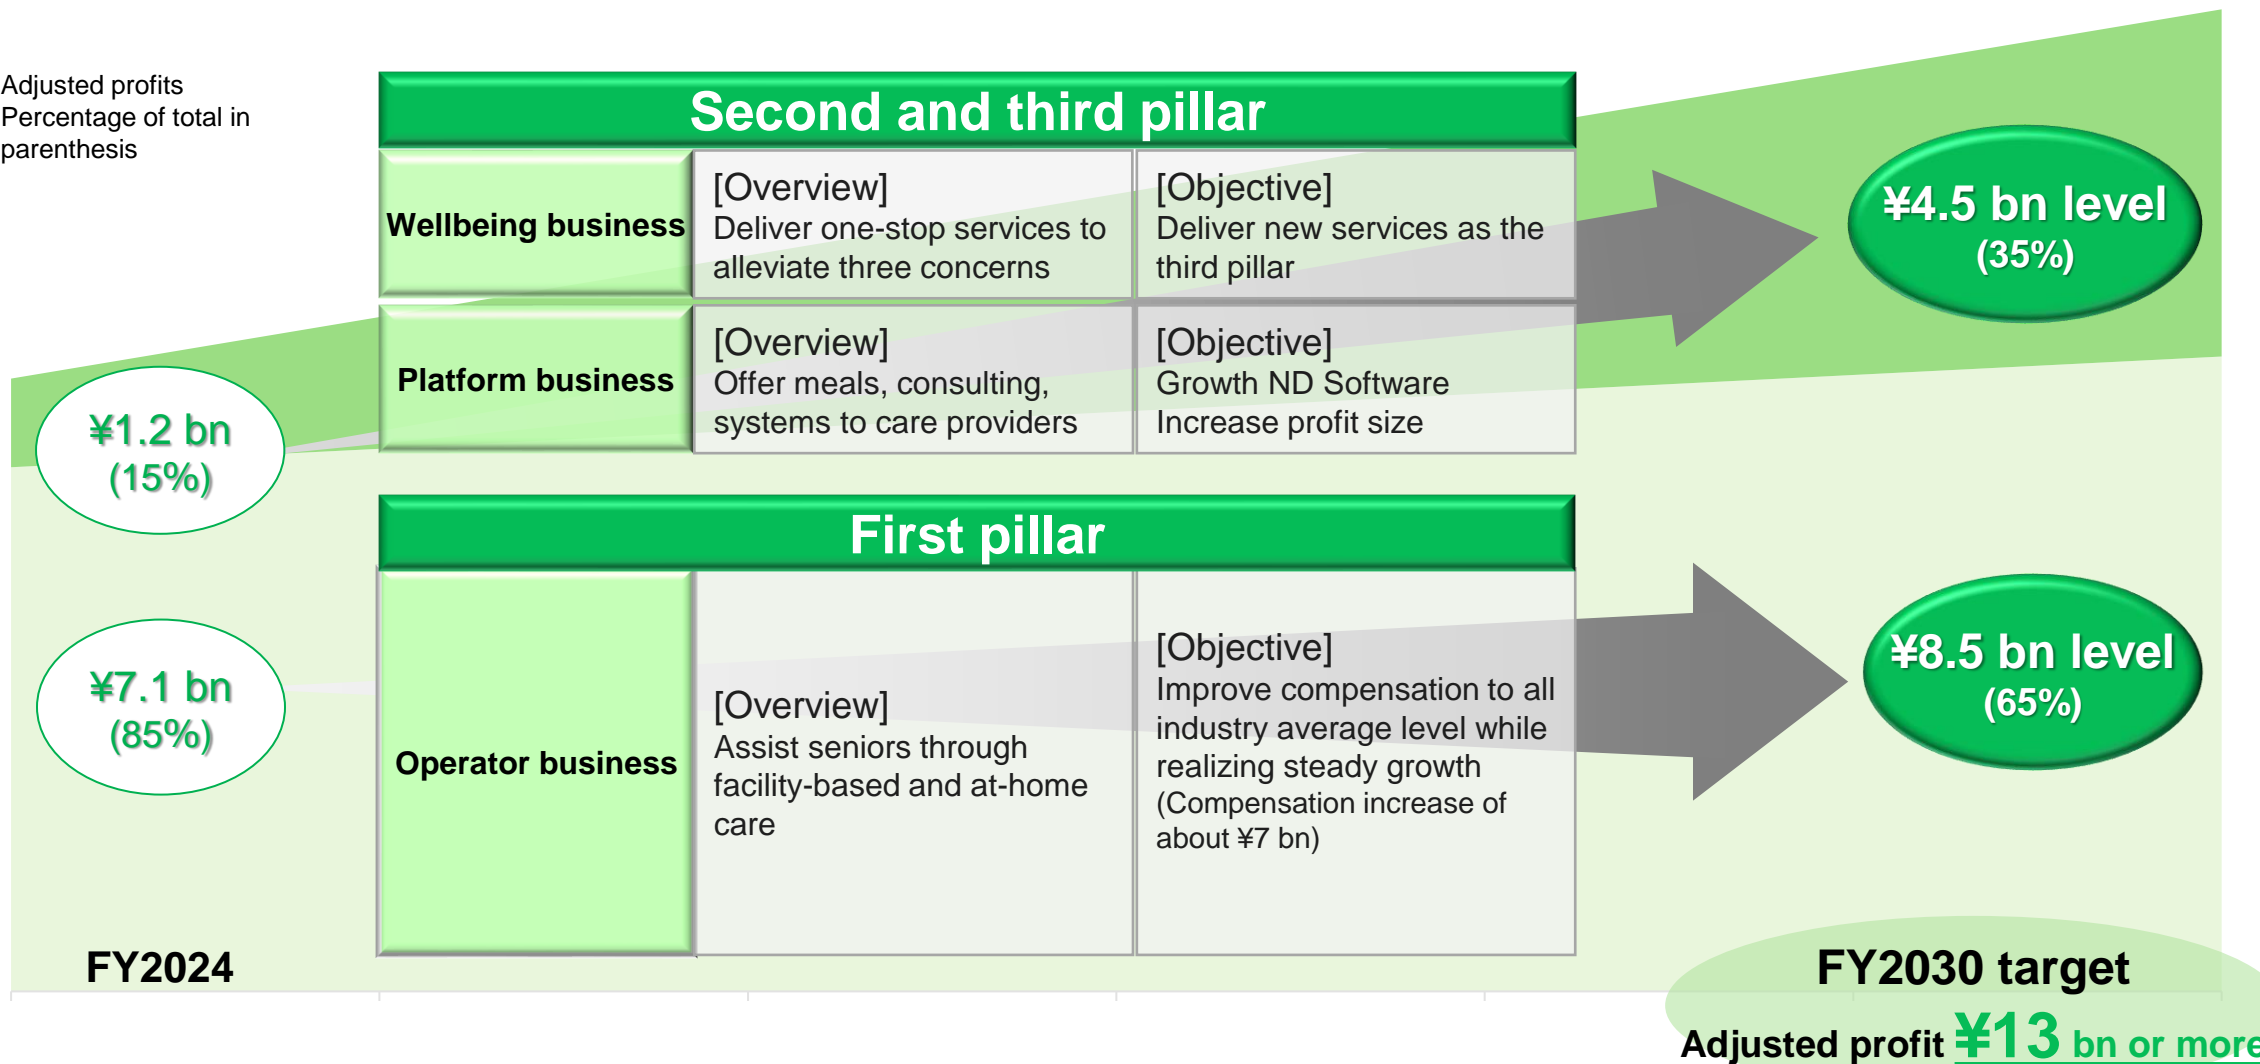 Adjusted profits
Percentage of total in
parenthesis
Second and third pillar
Wellbeing business
[Overview]
Deliver one-stop services to
alleviate three concerns
[Objective]
Deliver new services as the
third pillar
¥4.5 bn level
(35%)
Platform business
[Overview]
Offer meals, consulting,
systems to care providers
[Objective]
Growth ND Software
Increase profit size
¥1.2 bn
(15%)
First pillar
¥7.1 bn
(85%)
Operator business
[Overview]
Assist seniors through
facility-based and at-home
care
[Objective]
Improve compensation to all
industry average level while
realizing steady growth
(Compensation increase of
about ¥7 bn)
¥8.5 bn level
(65%)
FY2024
FY2030 target
Adjusted profit ¥13 bn or more